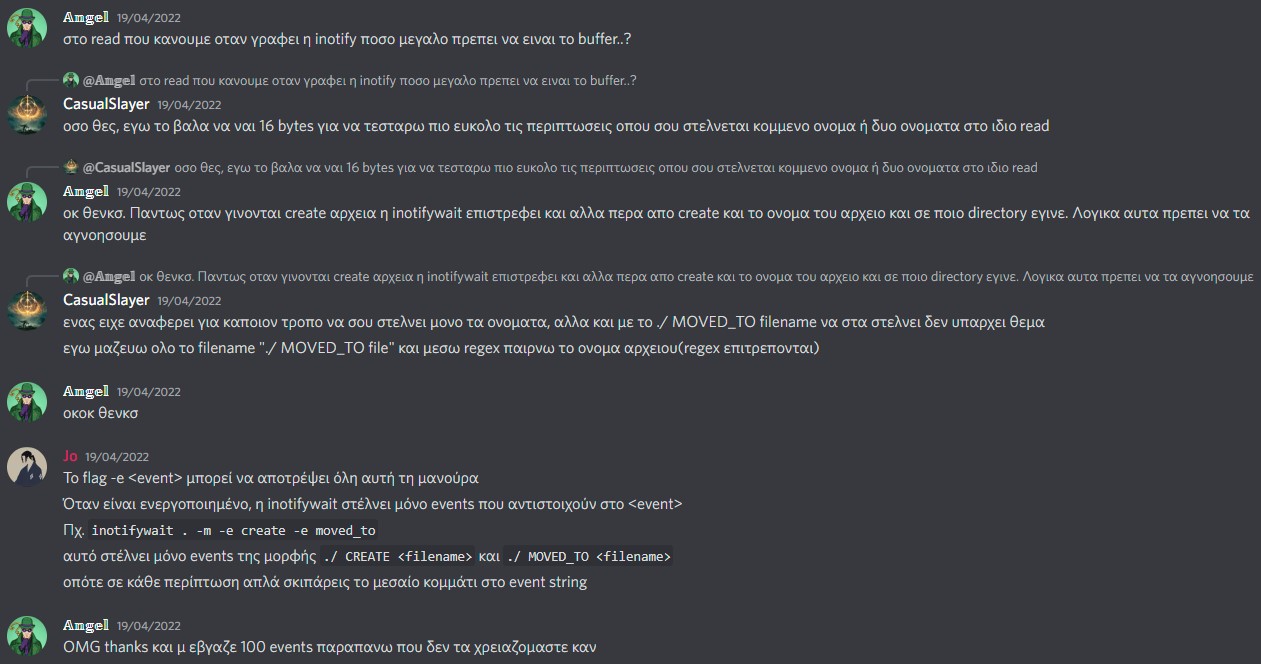 𝔸𝕟𝕘𝕖𝕝 19/04/2022
στο read που κανουμε οταν γραφει η inotify ποσο μεγαλο πρεπει να ειναι το buffer..?
@𝔸𝕟𝕘𝕖𝕝 στο read που κανουμε οταν γραφει η inotify ποσο μεγαλο πρεπει να ειναι το buffer..?
CasualSlayer 19/04/2022
οσο θες, εγω το βαλα να ναι 16 bytes για να τεσταρω πιο ευκολο τις περιπτωσεις οπου σου στελνεται κομμενο ονομα ή δυο ονοματα στο ιδιο read
@CasualSlayer οσο θες, εγω το βαλα να ναι 16 bytes για να τεσταρω πιο ευκολο τις περιπτωσεις οπου σου στελνεται κομμενο ονομα ή δυο ονοματα στο ιδιο read
𝔸𝕟𝕘𝕖𝕝 19/04/2022
οκ θενκσ. Παντως οταν γινονται create αρχεια η inotifywait επιστρεφει και αλλα περα απο create και το ονομα του αρχειο και σε ποιο directory εγινε. Λογικα αυτα πρεπει να τα
αγνοησουμε
@𝔸𝕟𝕘𝕖𝕝 οκ θενκσ. Παντως οταν γινονται create αρχεια η inotifywait επιστρεφει και αλλα περα απο create και το ονομα του αρχειο και σε ποιο directory εγινε. Λογικα αυτα πρεπει να τα αγνοησουμε
CasualSlayer 19/04/2022
ενας ειχε αναφερει για καποιον τροπο να σου στελνει μονο τα ονοματα, αλλα και με το ./ MOVED_TO filename να στα στελνει δεν υπαρχει θεμα
εγω μαζευω ολο το filename "./ MOVED_TO file" και μεσω regex παιρνω το ονομα αρχειου(regex επιτρεπονται)
𝔸𝕟𝕘𝕖𝕝 19/04/2022
οκοκ θενκσ
Jo 19/04/2022
Το flag -e <event> μπορεί να αποτρέψει όλη αυτή τη μανούρα
Όταν είναι ενεργοποιημένο, η inotifywait στέλνει μόνο events που αντιστοιχούν στο <event>
Πχ. inotifywait . -m -e create -e moved_to
αυτό στέλνει μόνο events της μορφής ./ CREATE <filename> και ./ MOVED_TO <filename>
οπότε σε κάθε περίπτωση απλά σκιπάρεις το μεσαίο κομμάτι στο event string
𝔸𝕟𝕘𝕖𝕝 19/04/2022
OMG thanks και μ εβγαζε 100 events παραπανω που δεν τα χρειαζομαστε καν